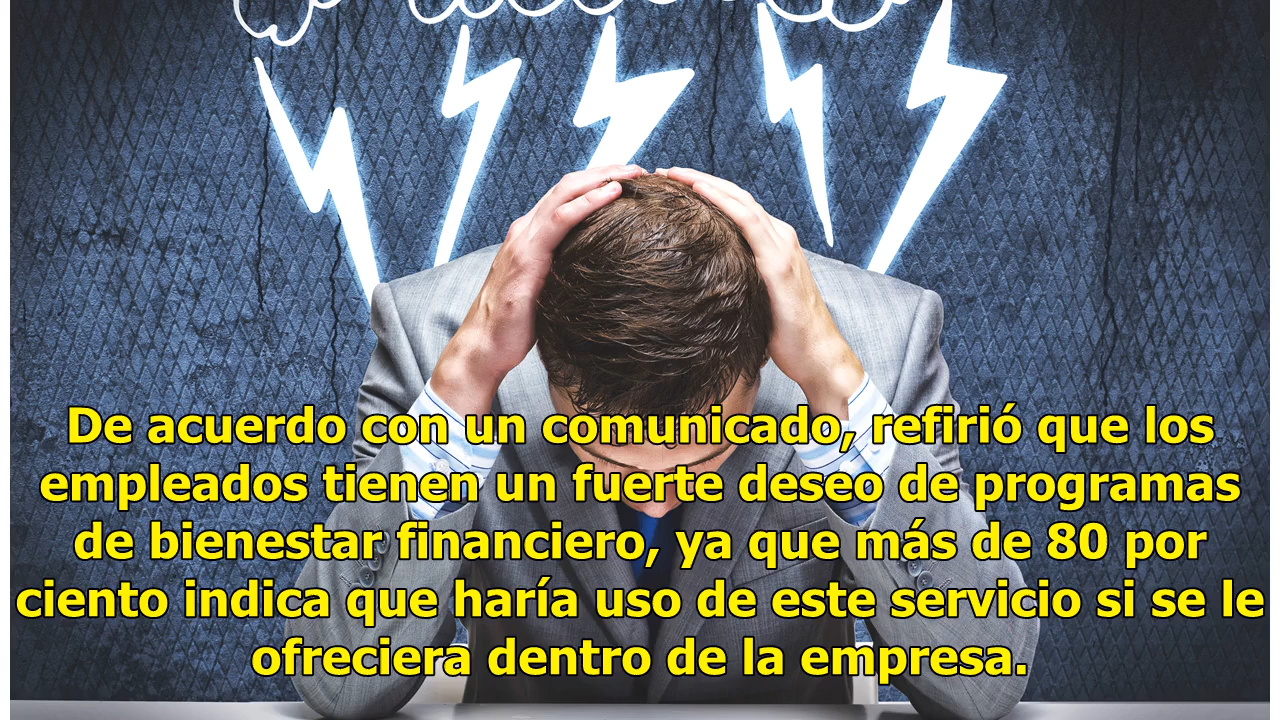 De acuerdo con un comunicado, refirió que los
empleados tienen un fuerte deseo de programas
de bienestar financiero, ya que más de 80 por
ciento indica que haría uso de este servicio si se le
ofreciera dentro de la empresa.